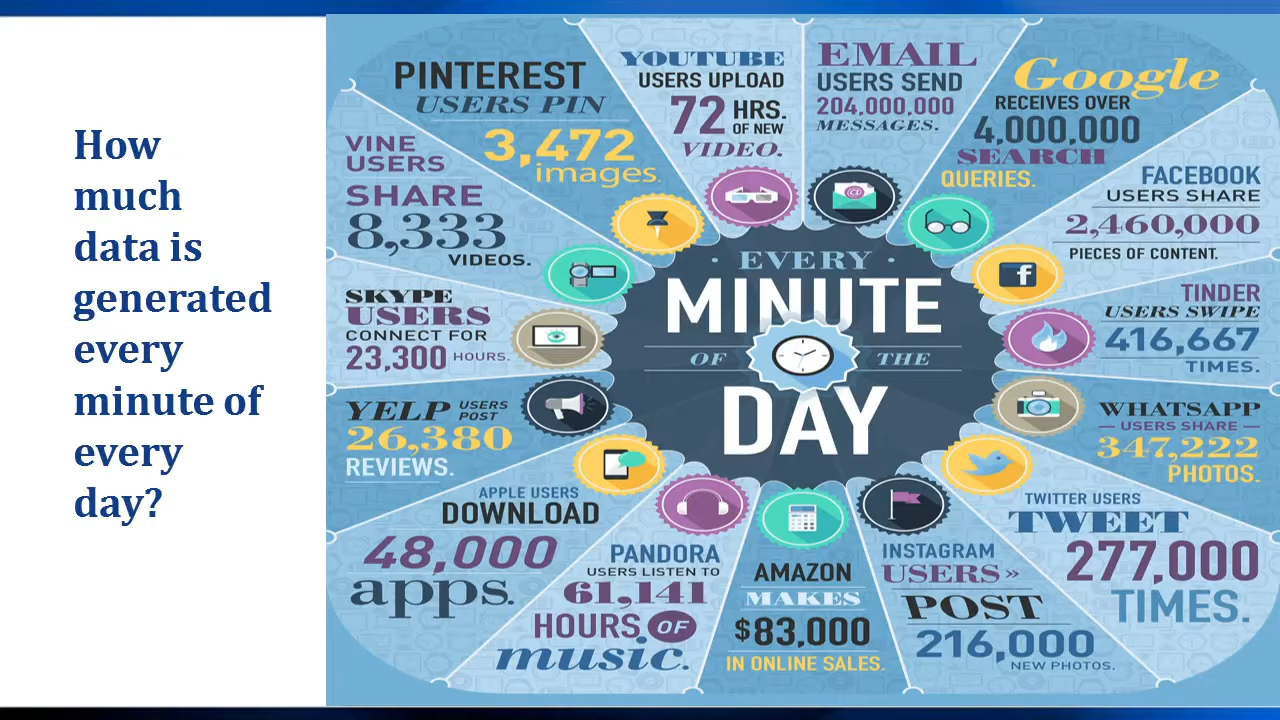 How
much
data is
generated
every
minute of
every
day?
PINTEREST
USERS PIN
3,472
images.
YOUTUBE
USERS UPLOAD
72 HRS.
OF NEW
VIDEO.
EMAIL
USERS SEND
204,000,000
MESSAGES.
Google
RECEIVES OVER
4,000,000
SEARCH
QUERIES.
FACEBOOK
USERS SHARE
2,460,000
PIECES OF CONTENT.
TINDER
USERS SWIPE
416,667
TIMES.
WHATSAPP
USERS SHARE
347,222
PHOTOS.
TWITTER USERS
TWEET
277,000
TIMES.
INSTAGRAM
USERS »
POST
216,000
NEW PHOTOS.
AMAZON
MAKES
$83,000
IN ONLINE SALES.
PANDORA
USERS LISTEN TO
61,141
HOURS OF
music.
APPLE USERS
DOWNLOAD
48,000
apps.
YELP USERS
POST
26,380
REVIEWS.
SKYPE
USERS
CONNECT FOR
23,300 HOURS.
VINE
USERS
SHARE
8,333
VIDEOS.
· EVERY ·
MINUTE
OF THE
DAY